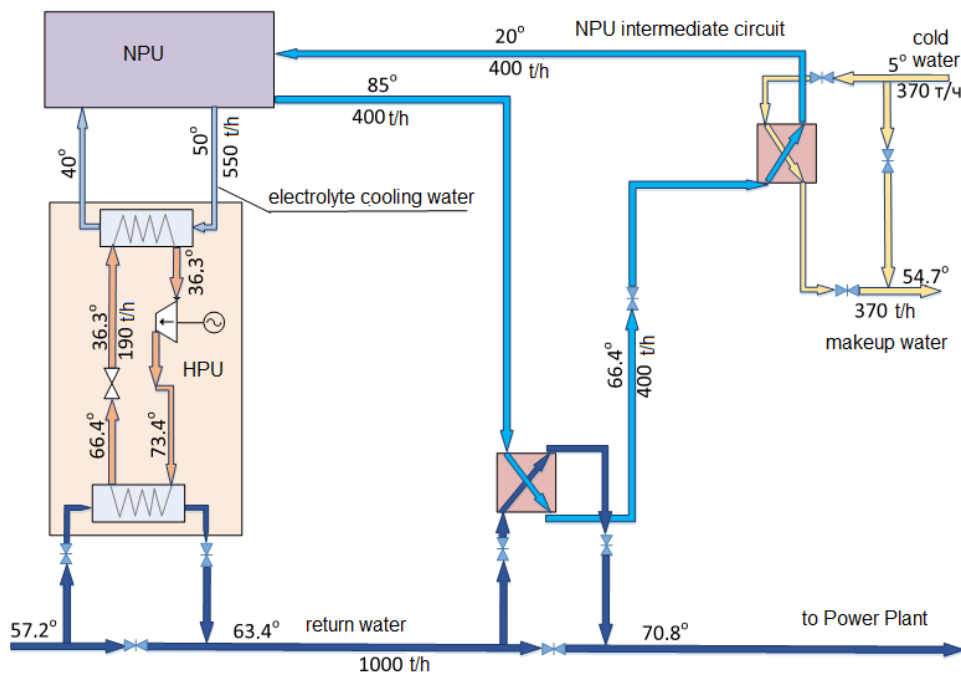 NPU
20°
NPU intermediate circuit
400 t/h
cold
water
5°
370 т/ч
85°
400 t/h
40°
50°
550 t/h
electrolyte cooling water
36.3°
36.3°
190 t/h
HPU
66.4°
73.4°
66.4°
400 t/h
54.7°
370 t/h
makeup water
57.2°
63.4°
return water
1000 t/h
70.8°
to Power Plant